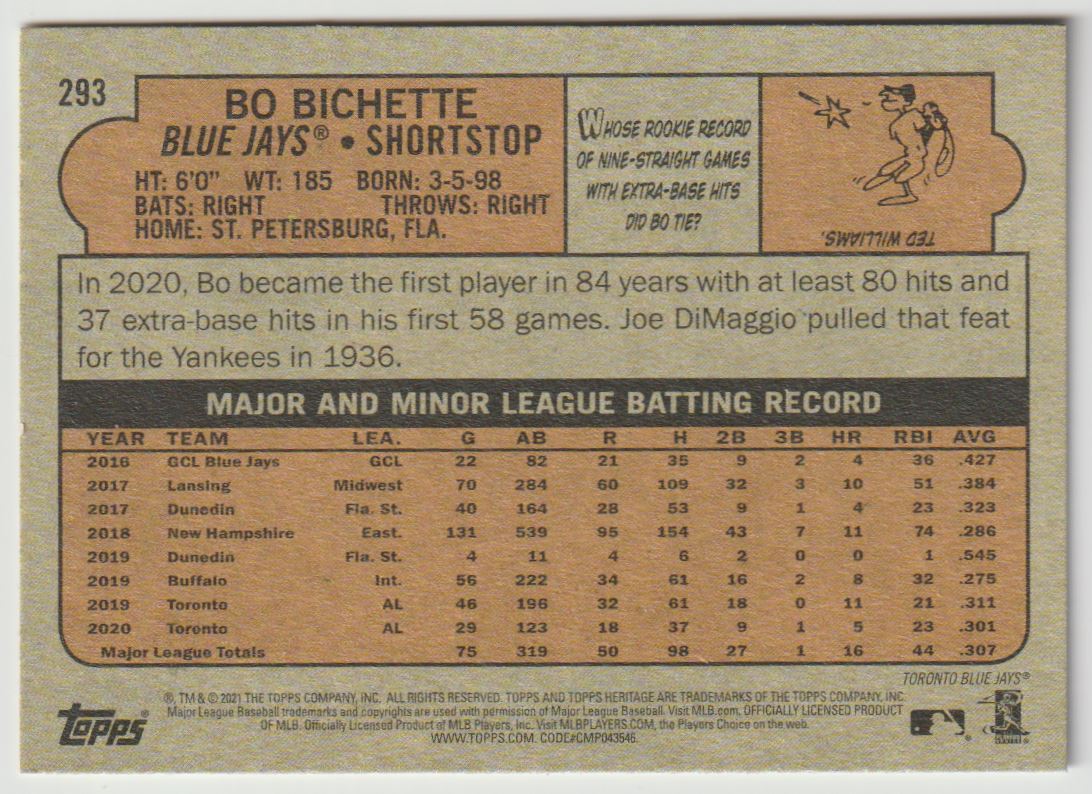 293
BO BICHETTE
BLUE JAYS® • SHORTSTOP
HT: 6'0" WT: 185 BORN: 3-5-98
BATS: RIGHT THROWS: RIGHT
HOME: ST. PETERSBURG, FLA.
WHOSE ROOKIE RECORD
OF NINE-STRAIGHT GAMES
WITH EXTRA-BASE HITS
DID BO TIE?
TED WILLIAMS.
In 2020, Bo became the first player in 84 years with at least 80 hits and
37 extra-base hits in his first 58 games. Joe DiMaggio pulled that feat
for the Yankees in 1936.
MAJOR AND MINOR LEAGUE BATTING RECORD
YEAR TEAM LEA. G AB R H 2B 3B HR RBI AVG
2016 GCL Blue Jays GCL 22 82 21 35 9 2 4 36 .427
2017 Lansing Midwest 70 284 60 109 32 3 10 51 .384
2017 Dunedin Fla. St. 40 164 28 53 9 1 4 23 .323
2018 New Hampshire East. 131 539 95 154 43 7 11 74 .286
2019 Dunedin Fla. St. 4 11 4 6 2 0 0 1 .545
2019 Buffalo Int. 56 222 34 61 16 2 8 32 .275
2019 Toronto AL 46 196 32 61 18 0 11 21 .311
2020 Toronto AL 29 123 18 37 9 1 5 23 .301
Major League Totals 75 319 50 98 27 1 16 44 .307
TORONTO BLUE JAYS®
®, TM & © 2021 THE TOPPS COMPANY, INC. ALL RIGHTS RESERVED. TOPPS AND TOPPS HERITAGE ARE TRADEMARKS OF THE TOPPS COMPANY, INC.
Major League Baseball trademarks and copyrights are used with permission of Major League Baseball. Visit MLB.com. OFFICIALLY LICENSED PRODUCT
OF MLB. Officially Licensed Product of MLB Players, Inc. Visit MLBPLAYERS.COM, the Players Choice on the web.
WWW.TOPPS.COM. CODE#CMP043546.
Topps®